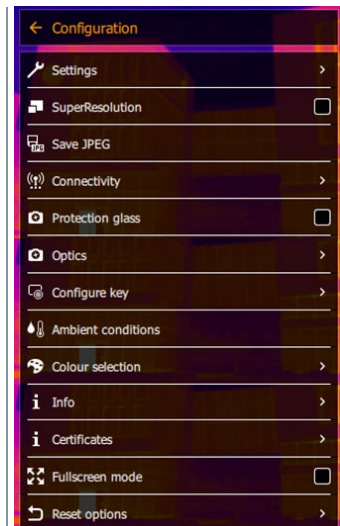 Configuration
Settings
SuperResolution
JPG
Save JPEG
Connectivity
Protection glass
Optics
Configure key
Ambient conditions
Colour selection
Info
Certificates
Fullscreen mode
Reset options